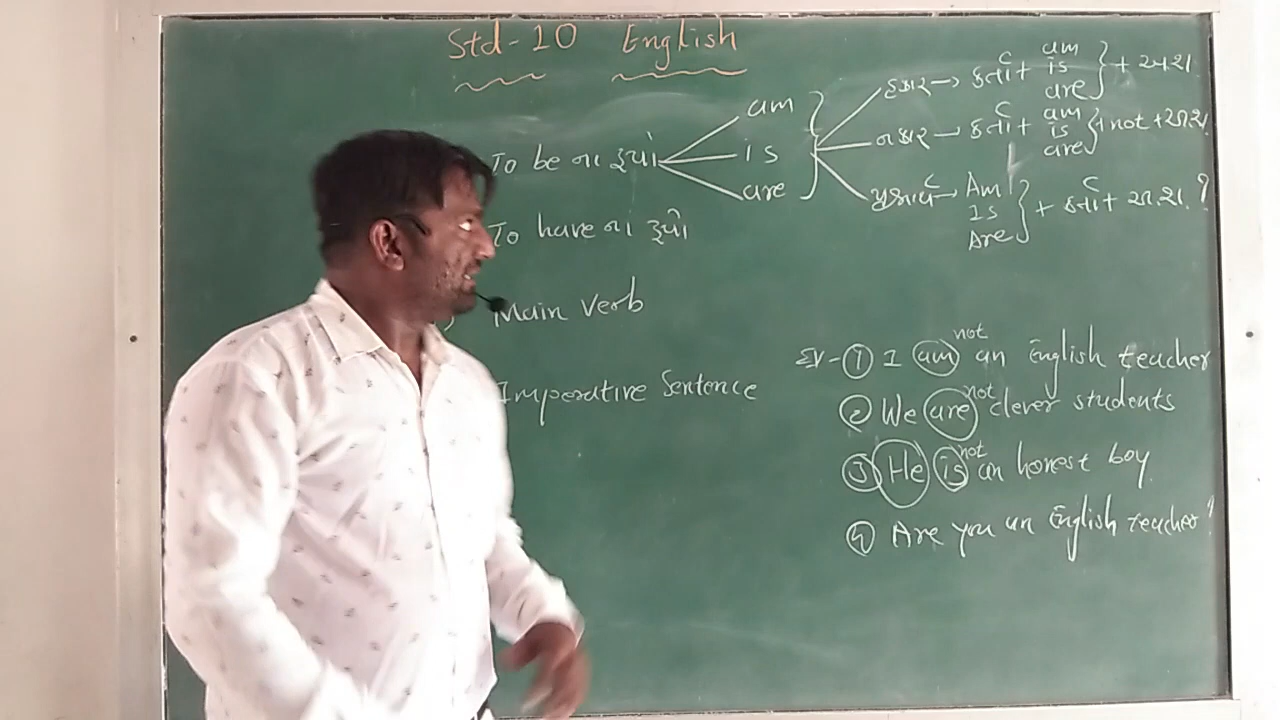 Std-10 English
To be ના રૂપો
am
is
are
હકાર → કર્તા + am is are } +
નકાર → કર્તા + am is are } + not +
પ્રશ્નાર્થ → Am Is Are } + કર્તા + ?
To have ના રૂપો
Main Verb
Imperative Sentence
① I am not an English teacher
② We are not clever students
③ He is not an honest boy
④ Are you an English teacher?